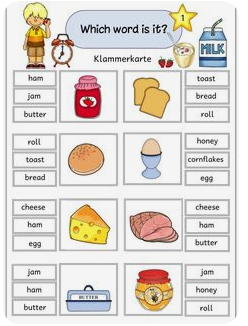 Which word is it?
1
MILK
Klammerkarte
ham
jam
butter
toast
bread
roll
roll
toast
bread
honey
cornflakes
egg
cheese
ham
egg
cheese
ham
butter
jam
ham
butter
BUTTER
jam
honey
roll